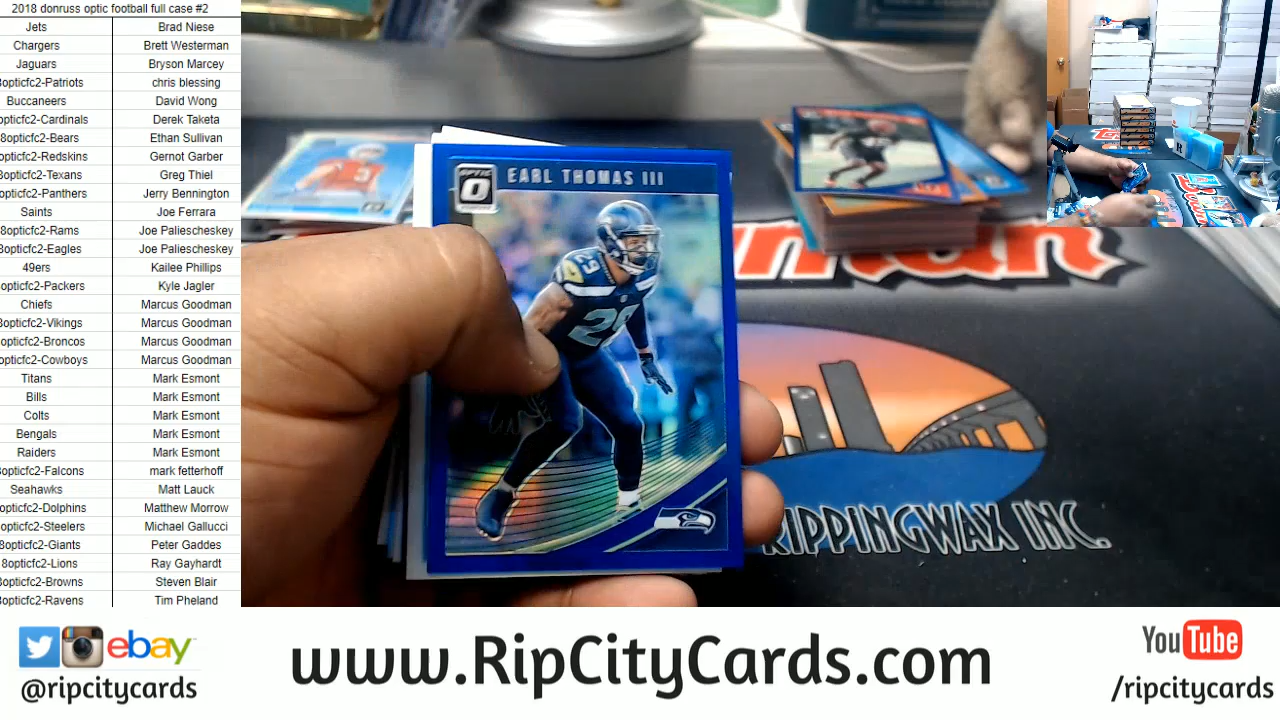 2018 donruss optic football full case #2
Jets Brad Niese
Chargers Brett Westerman
Jaguars Bryson Marcey
8opticfc2-Patriots chris blessing
Buccaneers David Wong
opticfc2-Cardinals Derek Taketa
8opticfc2-Bears Ethan Sullivan
opticfc2-Redskins Gernot Garber
8opticfc2-Texans Greg Thiel
opticfc2-Panthers Jerry Bennington
Saints Joe Ferrara
8opticfc2-Rams Joe Paliescheskey
8opticfc2-Eagles Joe Paliescheskey
49ers Kailee Phillips
8opticfc2-Packers Kyle Jagler
Chiefs Marcus Goodman
8opticfc2-Vikings Marcus Goodman
8opticfc2-Broncos Marcus Goodman
opticfc2-Cowboys Marcus Goodman
Titans Mark Esmont
Bills Mark Esmont
Colts Mark Esmont
Bengals Mark Esmont
Raiders Mark Esmont
8opticfc2-Falcons mark fetterhoff
Seahawks Matt Lauck
8opticfc2-Dolphins Matthew Morrow
opticfc2-Steelers Michael Gallucci
8opticfc2-Giants Peter Gaddes
8opticfc2-Lions Ray Gayhardt
8opticfc2-Browns Steven Blair
8opticfc2-Ravens Tim Pheland
OPTIC
EARL THOMAS III
29
RIPPINGWAX INC.
ebay
@ripcitycards
www.RipCityCards.com
YouTube
/ripcitycards